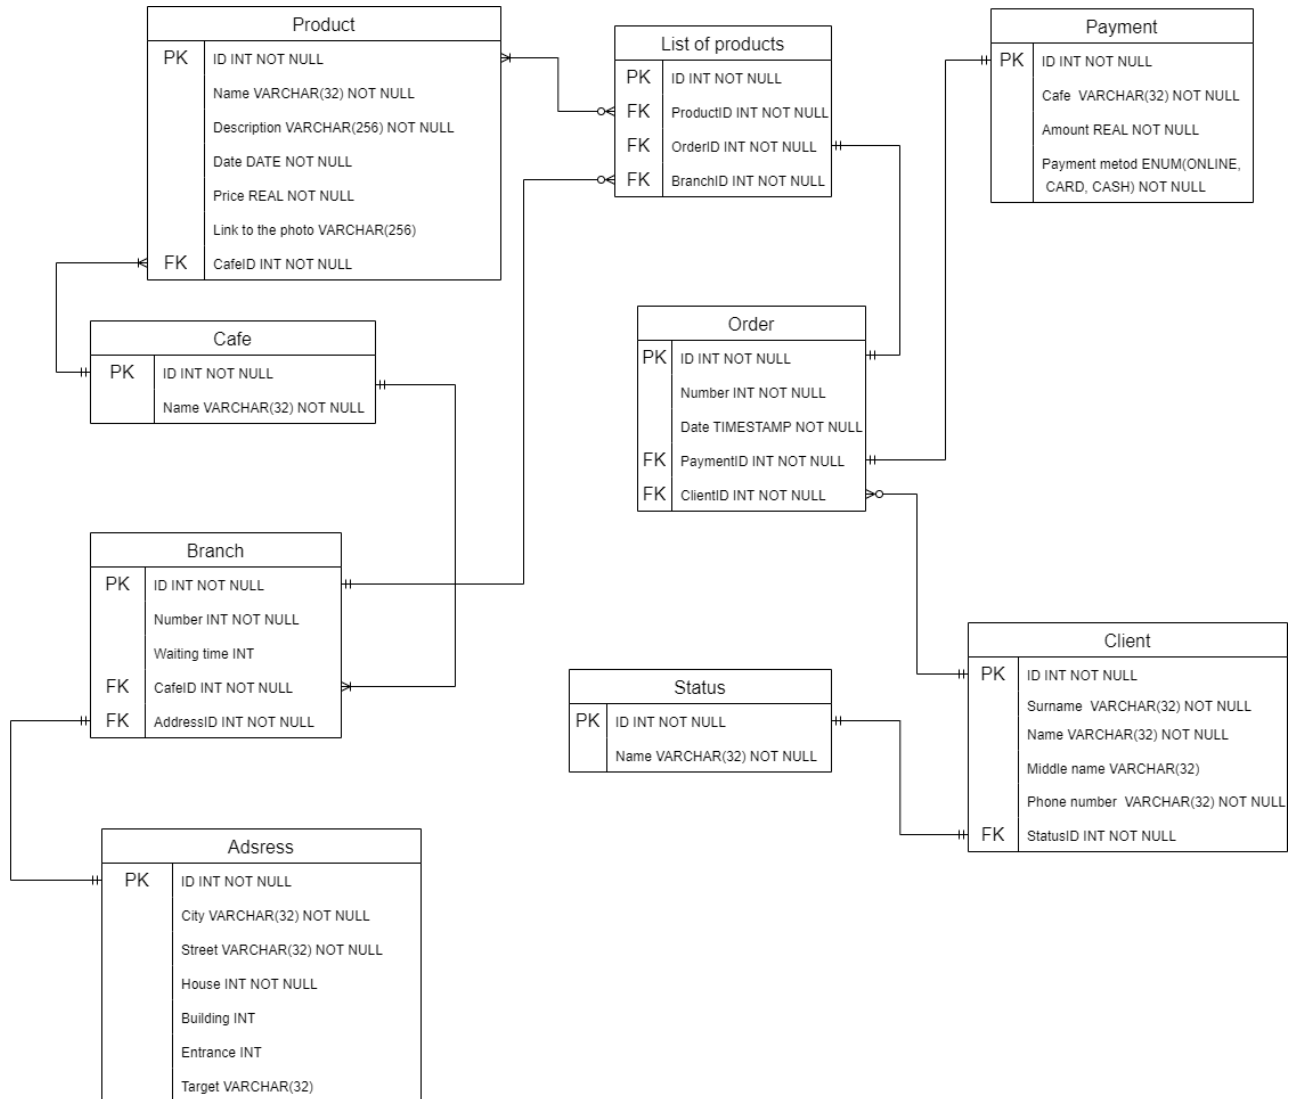 Product
PK ID INT NOT NULL
Name VARCHAR(32) NOT NULL
Description VARCHAR(256) NOT NULL
Date DATE NOT NULL
Price REAL NOT NULL
Link to the photo VARCHAR(256)
FK CafeID INT NOT NULL
List of products
PK ID INT NOT NULL
FK ProductID INT NOT NULL
FK OrderID INT NOT NULL
FK BranchID INT NOT NULL
Payment
PK ID INT NOT NULL
Cafe VARCHAR(32) NOT NULL
Amount REAL NOT NULL
Payment metod ENUM(ONLINE,
CARD, CASH) NOT NULL
Cafe
PK ID INT NOT NULL
Name VARCHAR(32) NOT NULL
Order
PK ID INT NOT NULL
Number INT NOT NULL
Date TIMESTAMP NOT NULL
FK PaymentID INT NOT NULL
FK ClientID INT NOT NULL
Branch
PK ID INT NOT NULL
Number INT NOT NULL
Waiting time INT
FK CafeID INT NOT NULL
FK AddressID INT NOT NULL
Status
PK ID INT NOT NULL
Name VARCHAR(32) NOT NULL
Client
PK ID INT NOT NULL
Surname VARCHAR(32) NOT NULL
Name VARCHAR(32) NOT NULL
Middle name VARCHAR(32)
Phone number VARCHAR(32) NOT NULL
FK StatusID INT NOT NULL
Adsress
PK ID INT NOT NULL
City VARCHAR(32) NOT NULL
Street VARCHAR(32) NOT NULL
House INT NOT NULL
Building INT
Entrance INT
Target VARCHAR(32)